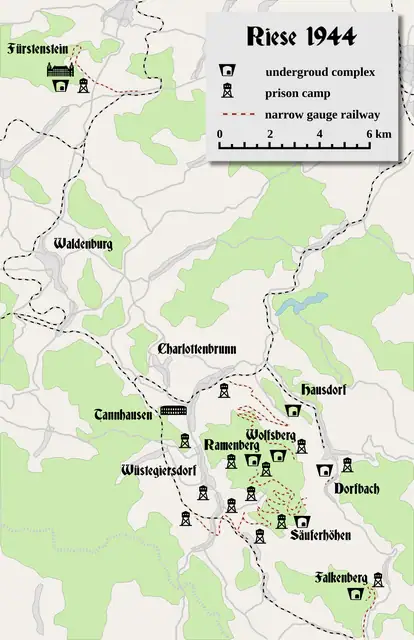 Riese 1944
undergroud complex
prison camp
narrow gauge railway
0 2 4 6 km
Fürstenstein
Waldenburg
Charlottenbrunn
Tannhausen
Hausdorf
Wolfsberg
Ramenberg
Wüstegiersdorf
Dorfbach
Säuferhöhen
Falkenberg